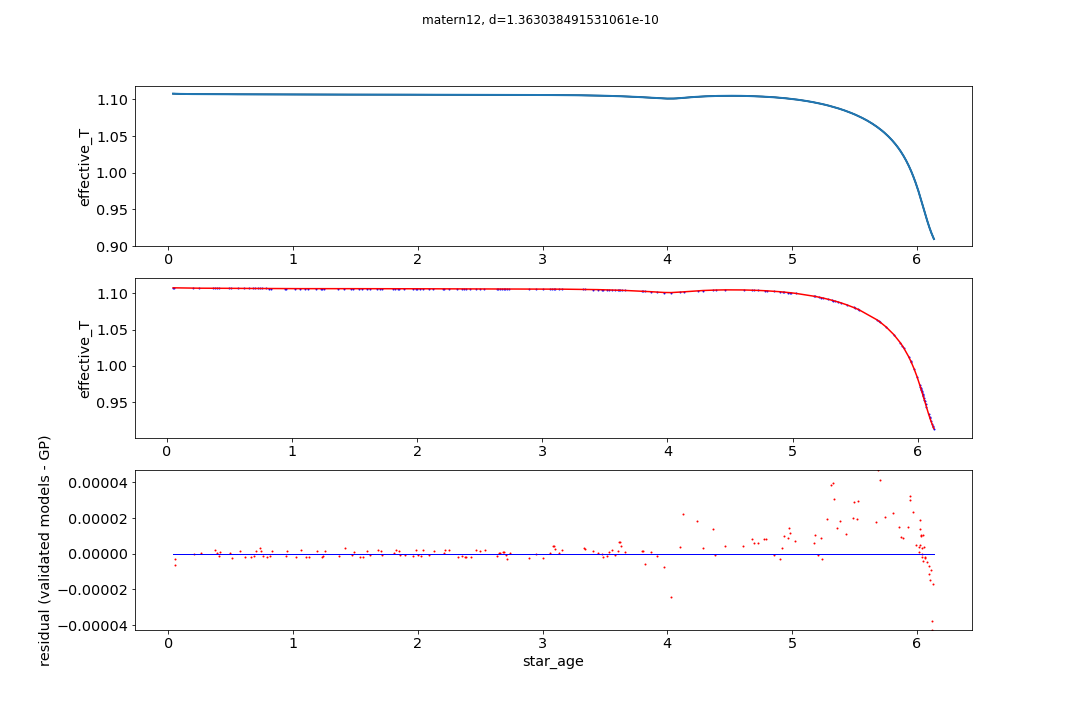 matern12, d=1.363038491531061e-10
1.10
1.05
1.00
0.95
0.90
effective_T
0 1 2 3 4 5 6
1.10
1.05
1.00
0.95
effective_T
0 1 2 3 4 5 6
0.00004
0.00002
0.00000
−0.00002
−0.00004
residual (validated models - GP)
0 1 2 3 4 5 6
star_age